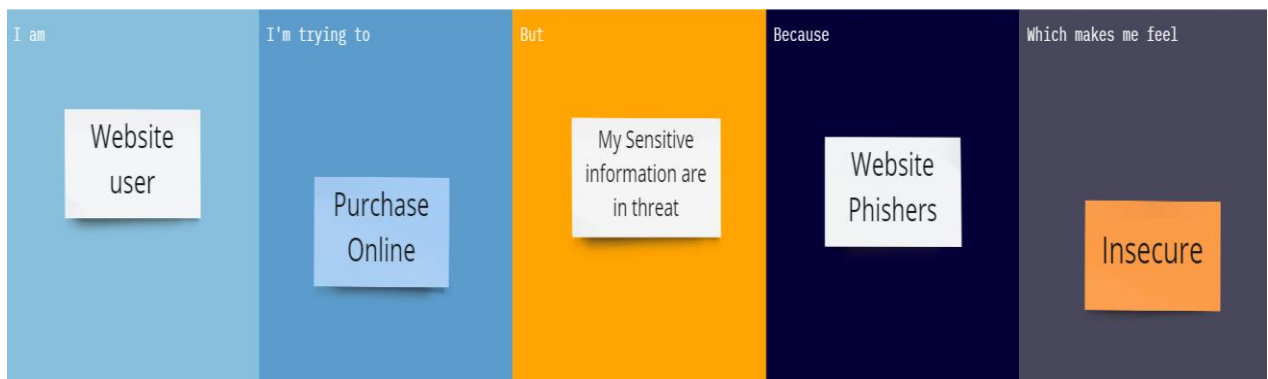 I am
Website
user
I'm trying to
Purchase
Online
But
My Sensitive
information are
in threat
Because
Website
Phishers
Which makes me feel
Insecure